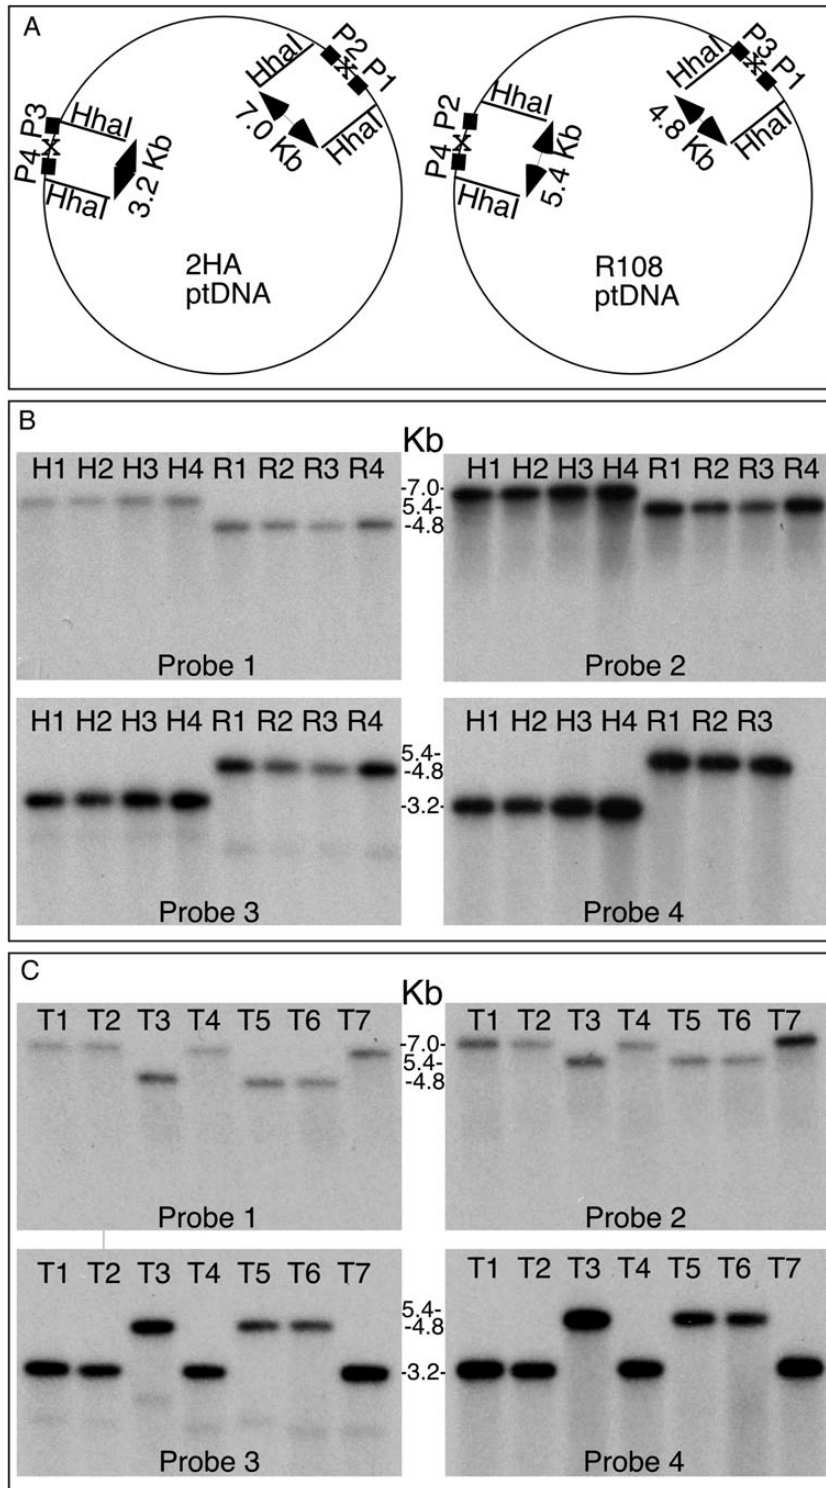 A
HhaI
P2 P1
7.0 Kb
HhaI
P4 P3
HhaI
3.2 Kb
HhaI
2HA
ptDNA
HhaI
P3 P1
4.8 Kb
HhaI
P4 P2
HhaI
5.4 Kb
HhaI
R108
ptDNA
B
Kb
H1 H2 H3 H4 R1 R2 R3 R4
Probe 1
-7.0-
5.4-
-4.8
H1 H2 H3 H4 R1 R2 R3 R4
Probe 2
H1 H2 H3 H4 R1 R2 R3 R4
Probe 3
5.4-
-4.8
-3.2-
H1 H2 H3 H4 R1 R2 R3
Probe 4
C
Kb
T1 T2 T3 T4 T5 T6 T7
Probe 1
-7.0-
5.4-
-4.8
T1 T2 T3 T4 T5 T6 T7
Probe 2
T1 T2 T3 T4 T5 T6 T7
Probe 3
5.4-
-4.8
-3.2-
T1 T2 T3 T4 T5 T6 T7
Probe 4